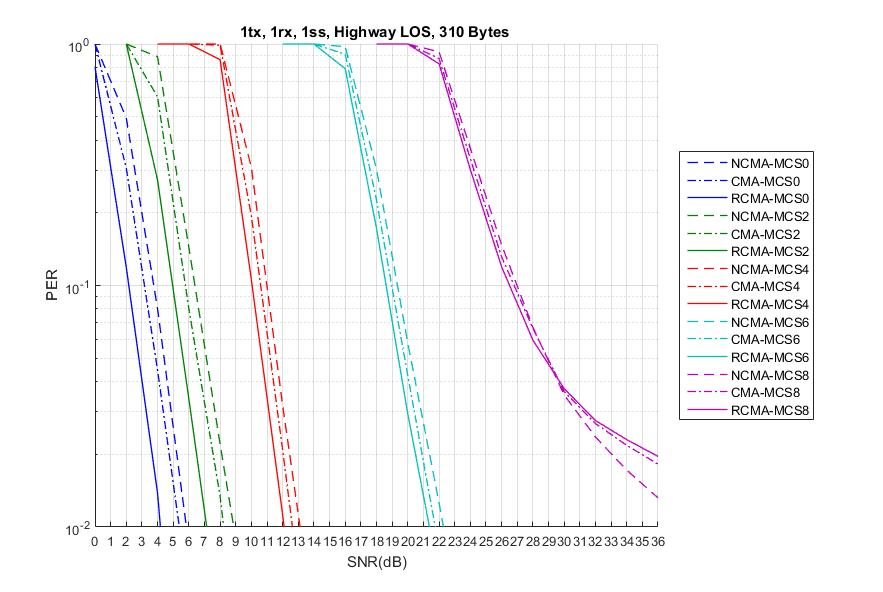 1tx, 1rx, 1ss, Highway LOS, 310 Bytes
10^0
10^-1
10^-2
PER
0 1 2 3 4 5 6 7 8 9 10 11 12 13 14 15 16 17 18 19 20 21 22 23 24 25 26 27 28 29 30 31 32 33 34 35 36
SNR(dB)
NCMA-MCS0
CMA-MCS0
RCMA-MCS0
NCMA-MCS2
CMA-MCS2
RCMA-MCS2
NCMA-MCS4
CMA-MCS4
RCMA-MCS4
NCMA-MCS6
CMA-MCS6
RCMA-MCS6
NCMA-MCS8
CMA-MCS8
RCMA-MCS8